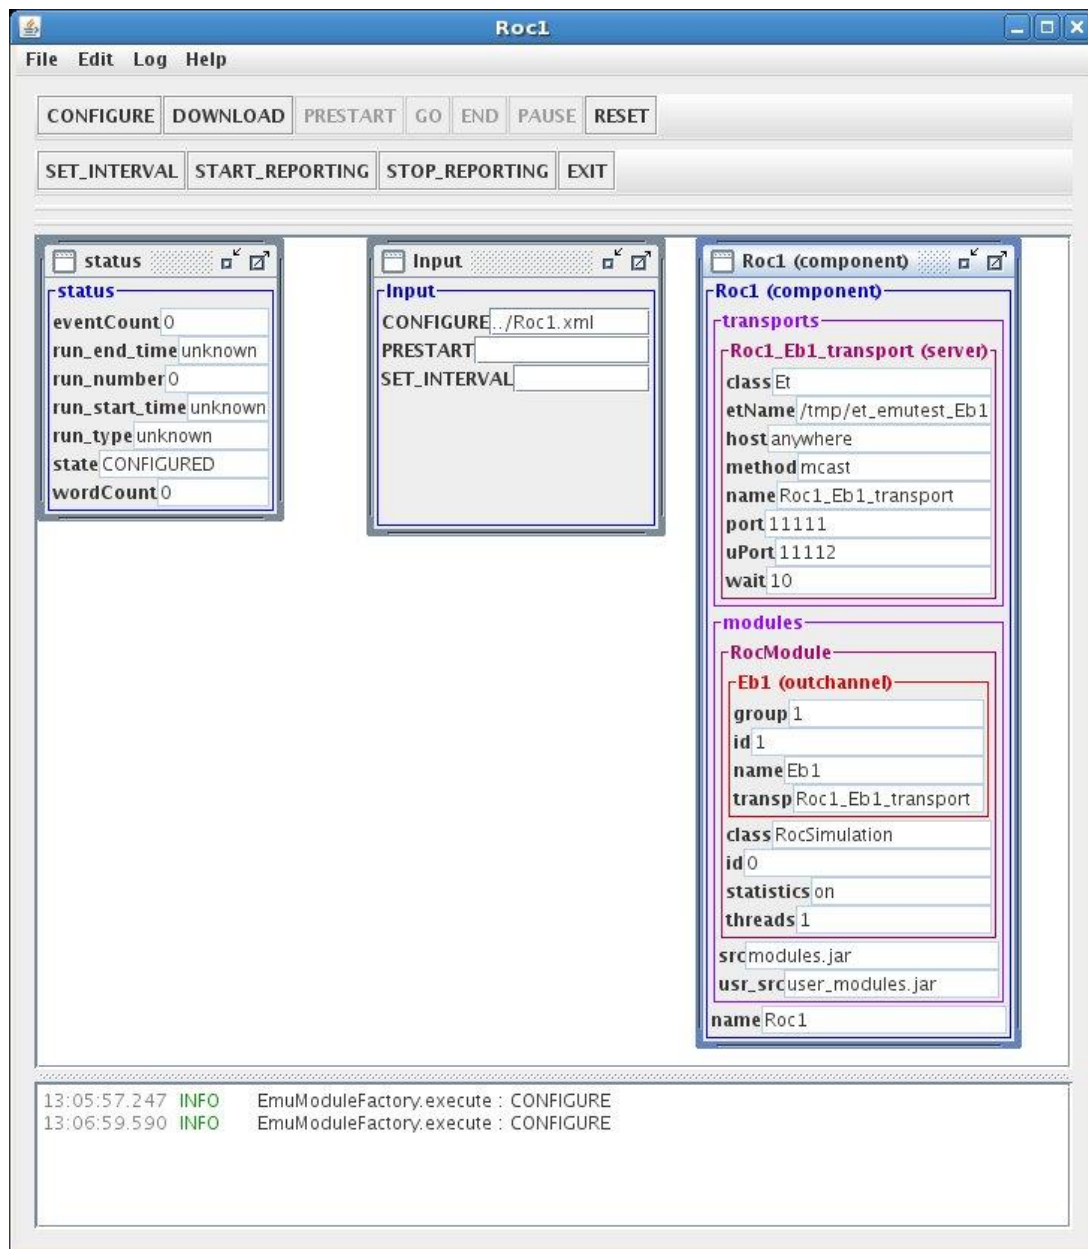 Roc1
File Edit Log Help
CONFIGURE DOWNLOAD PRESTART GO END PAUSE RESET
SET_INTERVAL START_REPORTING STOP_REPORTING EXIT
status
status
eventCount 0
run_end_time unknown
run_number 0
run_start_time unknown
run_type unknown
state CONFIGURED
wordCount 0
Input
Input
CONFIGURE ../Roc1.xml
PRESTART
SET_INTERVAL
Roc1 (component)
Roc1 (component)
transports
Roc1_Eb1_transport (server)
class Et
etName /tmp/et_emutest_Eb1
host anywhere
method mcast
name Roc1_Eb1_transport
port 11111
uPort 11112
wait 10
modules
RocModule
Eb1 (outchannel)
group 1
id 1
name Eb1
transp Roc1_Eb1_transport
class RocSimulation
id 0
statistics on
threads 1
src modules.jar
usr_src user_modules.jar
name Roc1
13:05:57.247 INFO EmuModuleFactory.execute : CONFIGURE
13:06:59.590 INFO EmuModuleFactory.execute : CONFIGURE